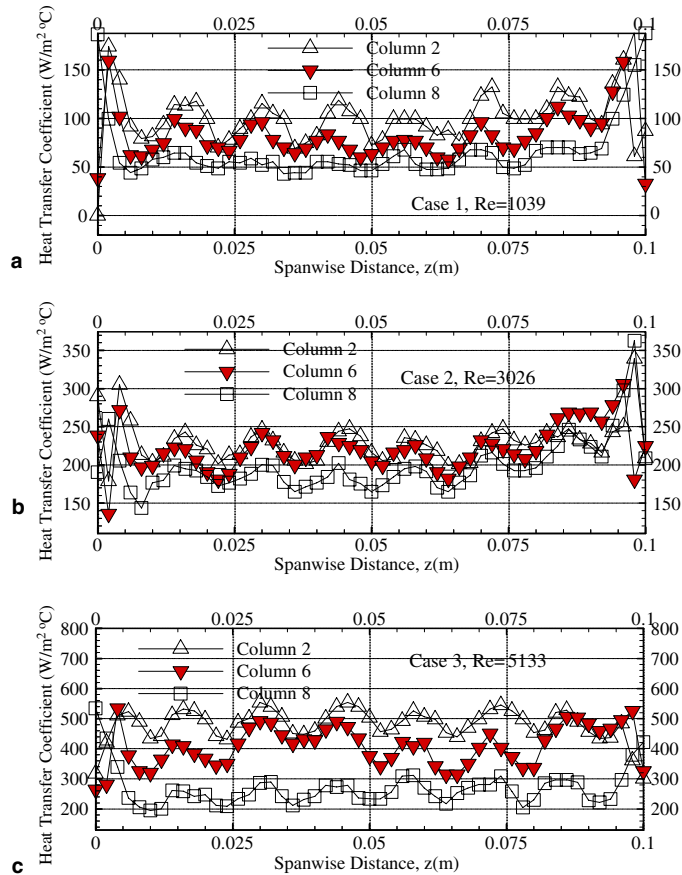 0 0.025 0.05 0.075 0.1
Heat Transfer Coefficient (W/m² ºC)
150
100
50
0
150
100
50
0
Column 2
Column 6
Column 8
Case 1, Re=1039
0 0.025 0.05 0.075 0.1
Spanwise Distance, z(m)
a
0 0.025 0.05 0.075 0.1
Heat Transfer Coefficient (W/m² ºC)
350
300
250
200
150
350
300
250
200
150
Column 2
Column 6
Column 8
Case 2, Re=3026
0 0.025 0.05 0.075 0.1
Spanwise Distance, z(m)
b
0 0.025 0.05 0.075 0.1
Heat Transfer Coefficient (W/m² ºC)
800
700
600
500
400
300
200
800
700
600
500
400
300
200
Column 2
Column 6
Column 8
Case 3, Re=5133
0 0.025 0.05 0.075 0.1
Spanwise Distance, z(m)
c